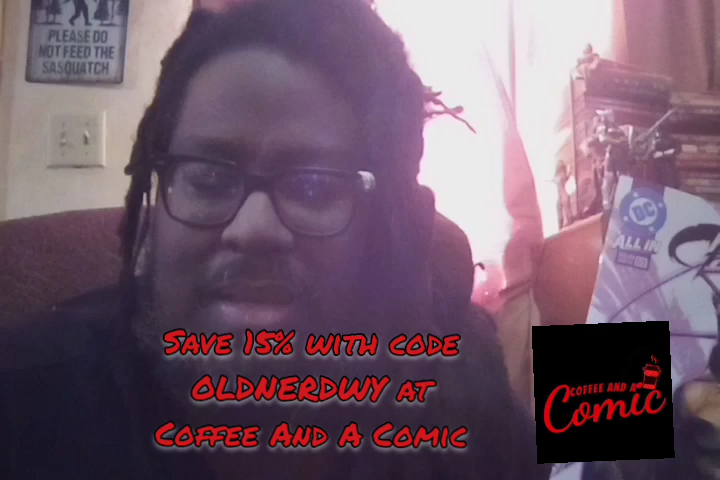 PLEASE DO
NOT FEED THE
SASQUATCH
DC
ALL IN
Save 15% with code
OLDNERDWY at
Coffee And A Comic
COFFEE AND A
Comic